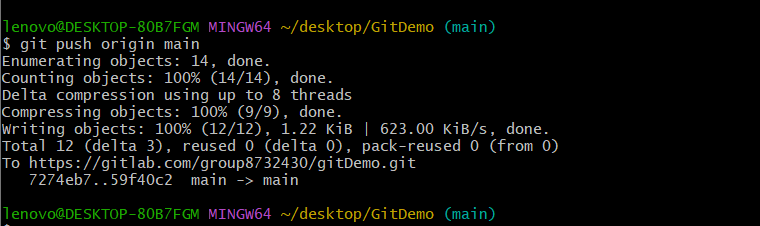 lenovo@DESKTOP-80B7FGM MINGW64 ~/desktop/GitDemo (main)
$ git push origin main
Enumerating objects: 14, done.
Counting objects: 100% (14/14), done.
Delta compression using up to 8 threads
Compressing objects: 100% (9/9), done.
Writing objects: 100% (12/12), 1.22 KiB | 623.00 KiB/s, done.
Total 12 (delta 3), reused 0 (delta 0), pack-reused 0 (from 0)
To https://gitlab.com/group8732430/gitDemo.git
   7274eb7..59f40c2  main -> main
lenovo@DESKTOP-80B7FGM MINGW64 ~/desktop/GitDemo (main)